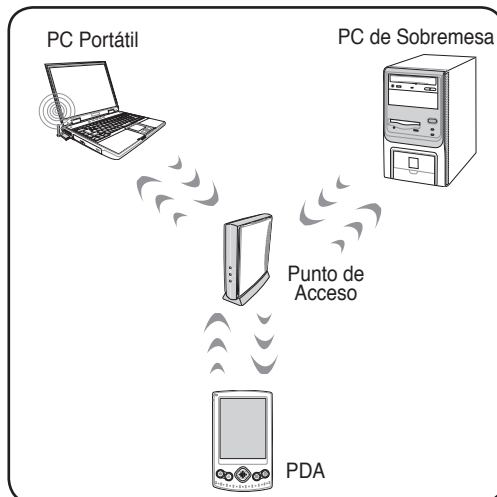 PC Portátil
PC de Sobremesa
Punto de
Acceso
PDA